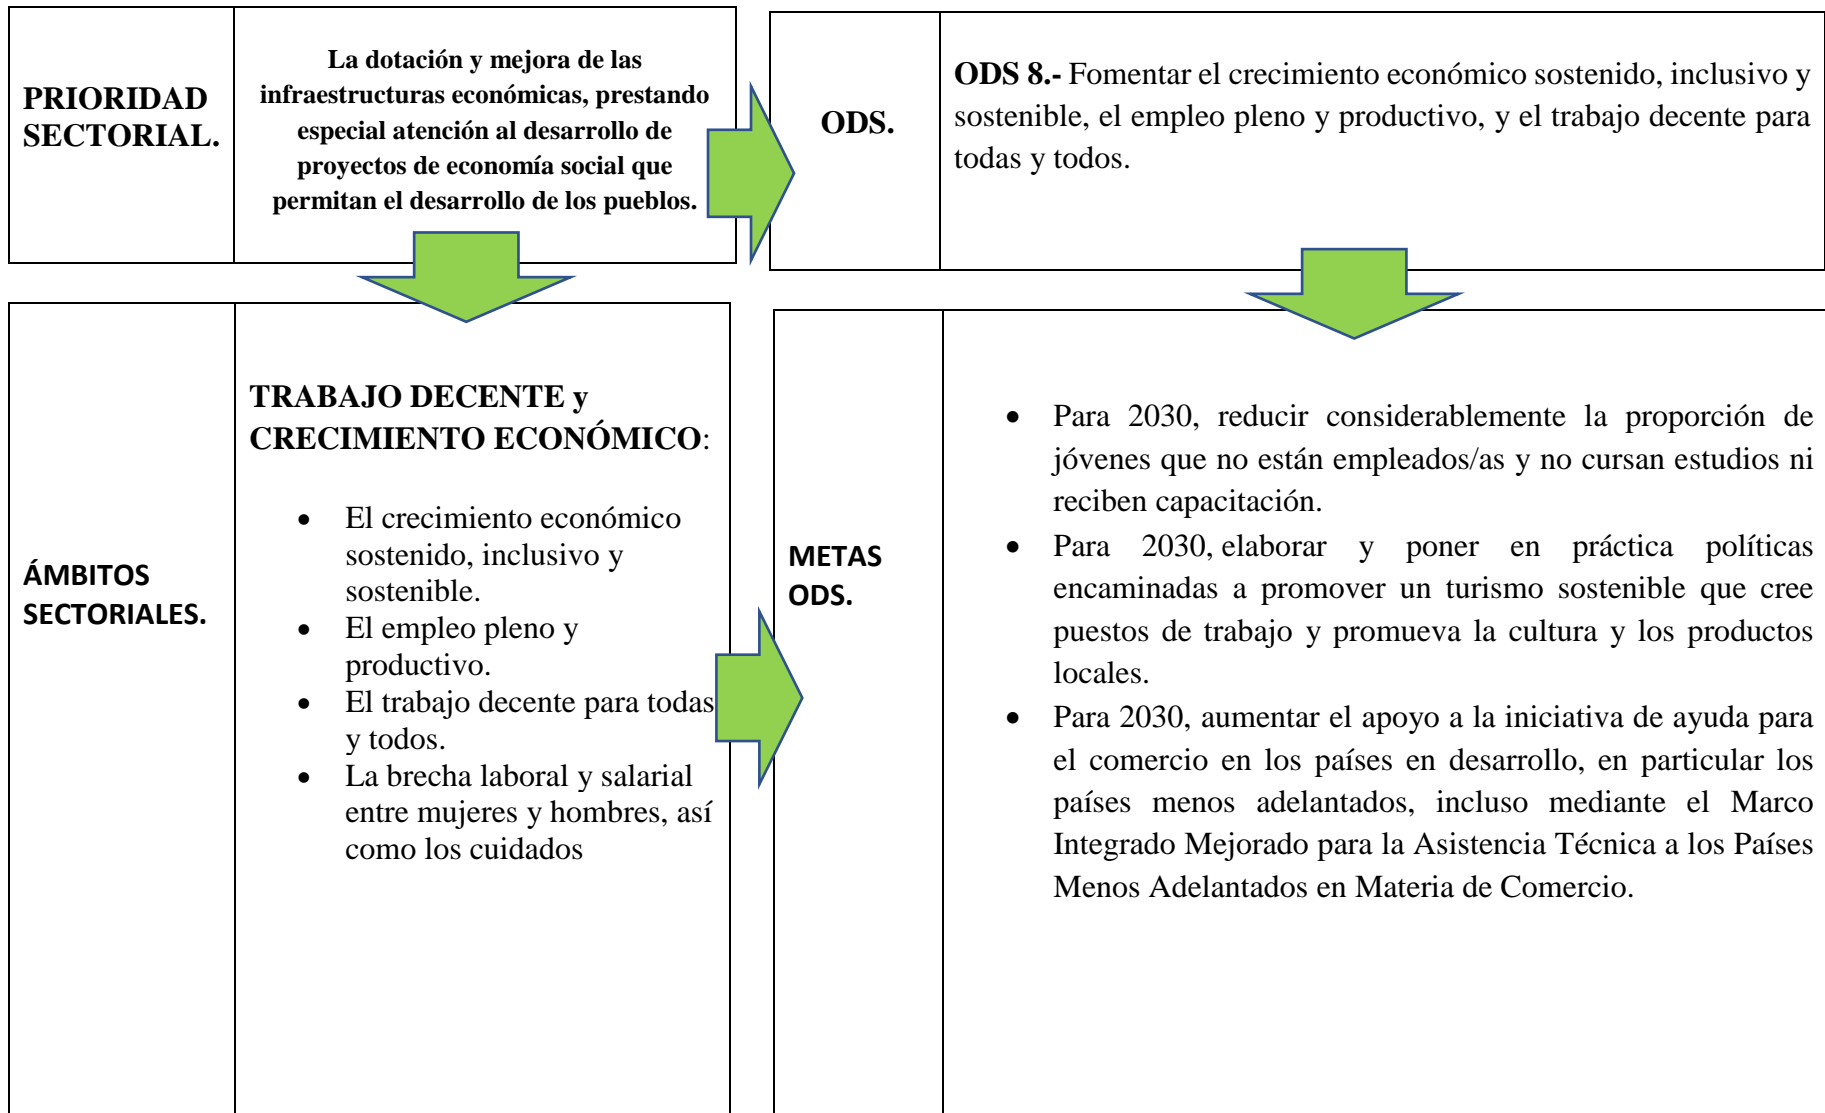 PRIORIDAD
SECTORIAL.
La dotación y mejora de las
infraestructuras económicas, prestando
especial atención al desarrollo de
proyectos de economía social que
permitan el desarrollo de los pueblos.
ODS.
ODS 8.- Fomentar el crecimiento económico sostenido, inclusivo y
sostenible, el empleo pleno y productivo, y el trabajo decente para
todas y todos.
ÁMBITOS
SECTORIALES.
TRABAJO DECENTE y
CRECIMIENTO ECONÓMICO:
• El crecimiento económico
sostenido, inclusivo y
sostenible.
• El empleo pleno y
productivo.
• El trabajo decente para todas
y todos.
• La brecha laboral y salarial
entre mujeres y hombres, así
como los cuidados
METAS
ODS.
• Para 2030, reducir considerablemente la proporción de
jóvenes que no están empleados/as y no cursan estudios ni
reciben capacitación.
• Para 2030, elaborar y poner en práctica políticas
encaminadas a promover un turismo sostenible que cree
puestos de trabajo y promueva la cultura y los productos
locales.
• Para 2030, aumentar el apoyo a la iniciativa de ayuda para
el comercio en los países en desarrollo, en particular los
países menos adelantados, incluso mediante el Marco
Integrado Mejorado para la Asistencia Técnica a los Países
Menos Adelantados en Materia de Comercio.